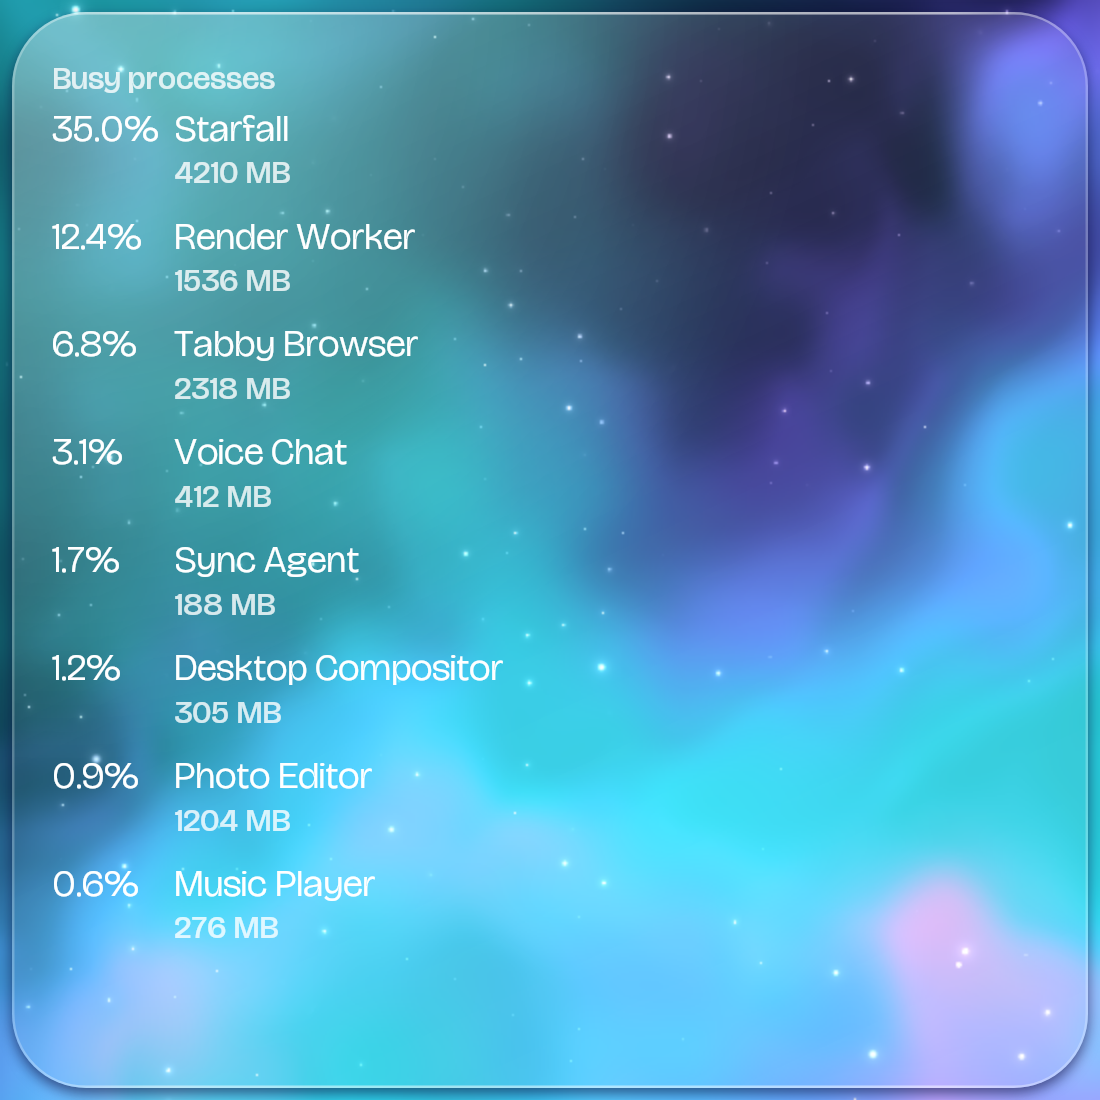 Busy processes
35.0% Starfall
4210 MB
12.4% Render Worker
1536 MB
6.8% Tabby Browser
2318 MB
3.1% Voice Chat
412 MB
1.7% Sync Agent
188 MB
1.2% Desktop Compositor
305 MB
0.9% Photo Editor
1204 MB
0.6% Music Player
276 MB